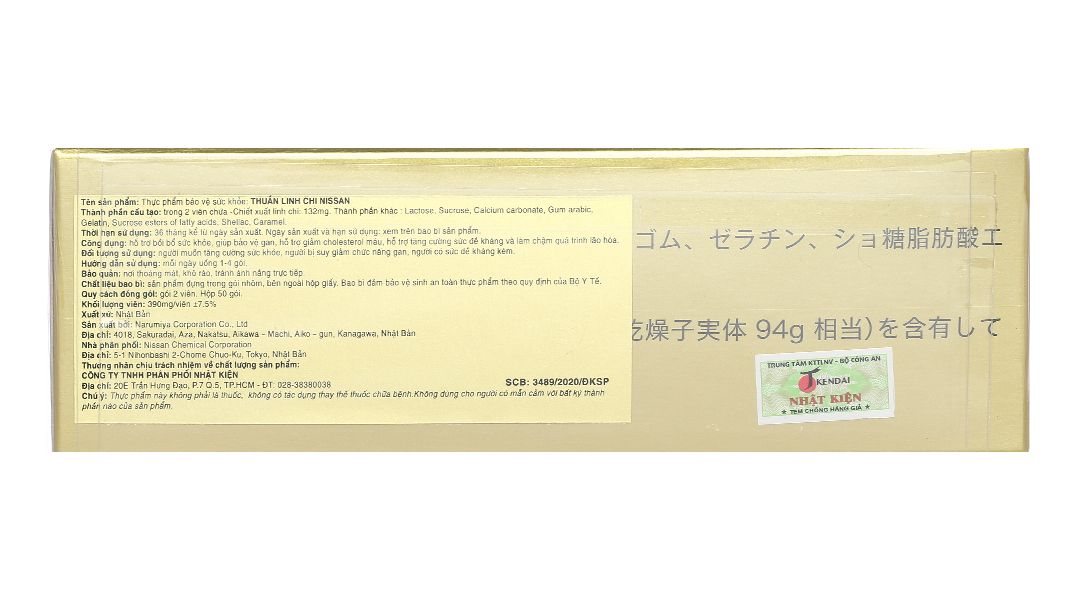 Tên sản phẩm: Thực phẩm bảo vệ sức khỏe: THUẦN LINH CHI NISSAN
Thành phần cấu tạo: trong 2 viên chứa -Chiết xuất linh chi: 132mg. Thành phần khác : Lactose, Sucruse, Calcium carbonate, Gum arabic,
Gelatin, Sucrose esters of fatty acids, Shellac, Caramel.
Thời hạn sử dụng: 36 tháng kể từ ngày sản xuất. Ngày sản xuất và hạn sử dụng: xem trên bao bì sản phẩm.
Công dụng: hỗ trợ bồi bổ sức khỏe, giúp bảo vệ gan, hỗ trợ giảm cholesterol máu, hỗ trợ tăng cường sức đề kháng và làm chậm quá trình lão hóa.
Đối tượng sử dụng: người muốn tăng cường sức khỏe, người bị suy giảm chức năng gan, người có sức đề kháng kém.
Hướng dẫn sử dụng: mỗi ngày uống 1-4 gói.
Bảo quản: nơi thoáng mát, khô ráo, tránh ánh nắng trực tiếp.
Chất liệu bao bì: sản phẩm đựng trong gói nhôm, bên ngoài hộp giấy. Bao bì đảm bảo vệ sinh an toàn thực phẩm theo quy định của Bộ Y Tế.
Quy cách đóng gói: gói 2 viên. Hộp 50 gói.
Khối lượng viên: 390mg/viên ±7.5%
Xuất xứ: Nhật Bản
Sản xuất bởi: Narumiya Corporation Co., Ltd
Địa chỉ: 4018, Sakuradai, Aza, Nakatsu, Aikawa – Machi, Aiko – gun, Kanagawa, Nhật Bản
Nhà phân phối: Nissan Chemical Corporation
Địa chỉ: 5-1 Nihonbashi 2-Chome Chuo-Ku, Tokyo, Nhật Bản
Thương nhân chịu trách nhiệm về chất lượng sản phẩm:
CÔNG TY TNHH PHÂN PHỐI NHẬT KIỆN
Địa chỉ: 20E Trần Hưng Đạo, P.7 Q.5, TP.HCM - ĐT: 028-38380038
SCB: 3489/2020/ĐKSP
Chú ý: Thực phẩm này không phải là thuốc, không có tác dụng thay thế thuốc chữa bệnh.Không dùng cho người có mẫn cảm với bất kỳ thành
phần nào của sản phẩm.
ゴム、ゼラチン、ショ糖脂肪酸エ
乾燥子実体 94g 相当)を含有して
TRUNG TÂM KTTLNV - BỘ CÔNG AN
KENDAI
NHẬT KIỆN
★ TEM CHỐNG HÀNG GIẢ ★